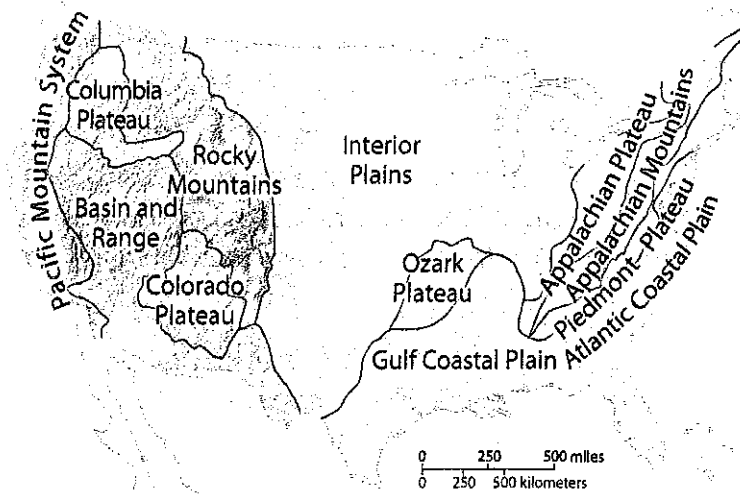 Pacific Mountain System
Columbia
Plateau
Rocky
Mountains
Basin and
Range
Colorado
Plateau
Interior
Plains
Ozark
Plateau
Gulf Coastal Plain
Appalachian Plateau
Appalachian Mountains
Piedmont Plateau
Atlantic Coastal Plain
0 250 500 miles
0 250 500 kilometers